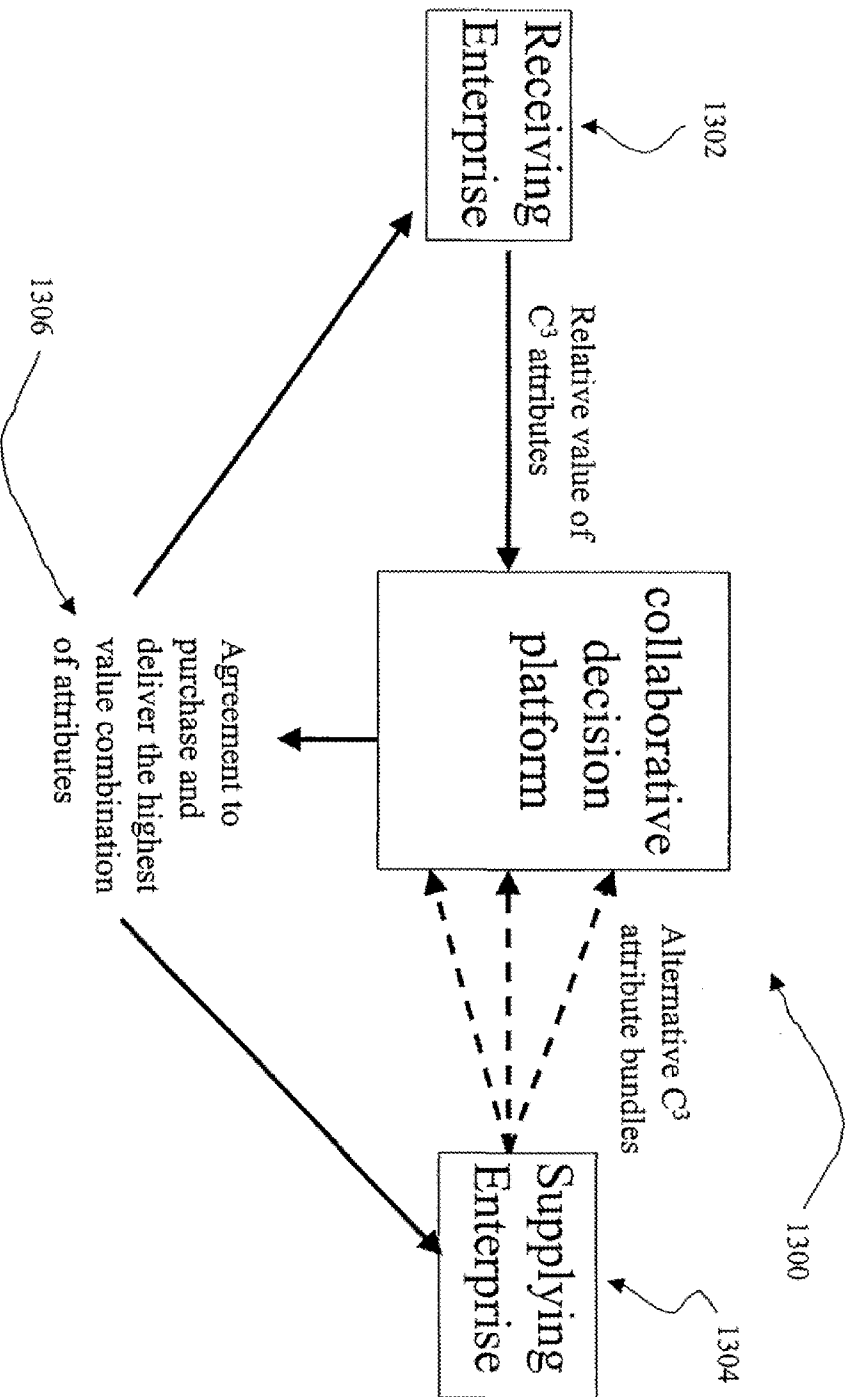 1300
1302
Receiving
Enterprise
Relative value of
C³ attributes
collaborative
decision
platform
Alternative C³
attribute bundles
1304
Supplying
Enterprise
1306
Agreement to
purchase and
deliver the highest
value combination
of attributes